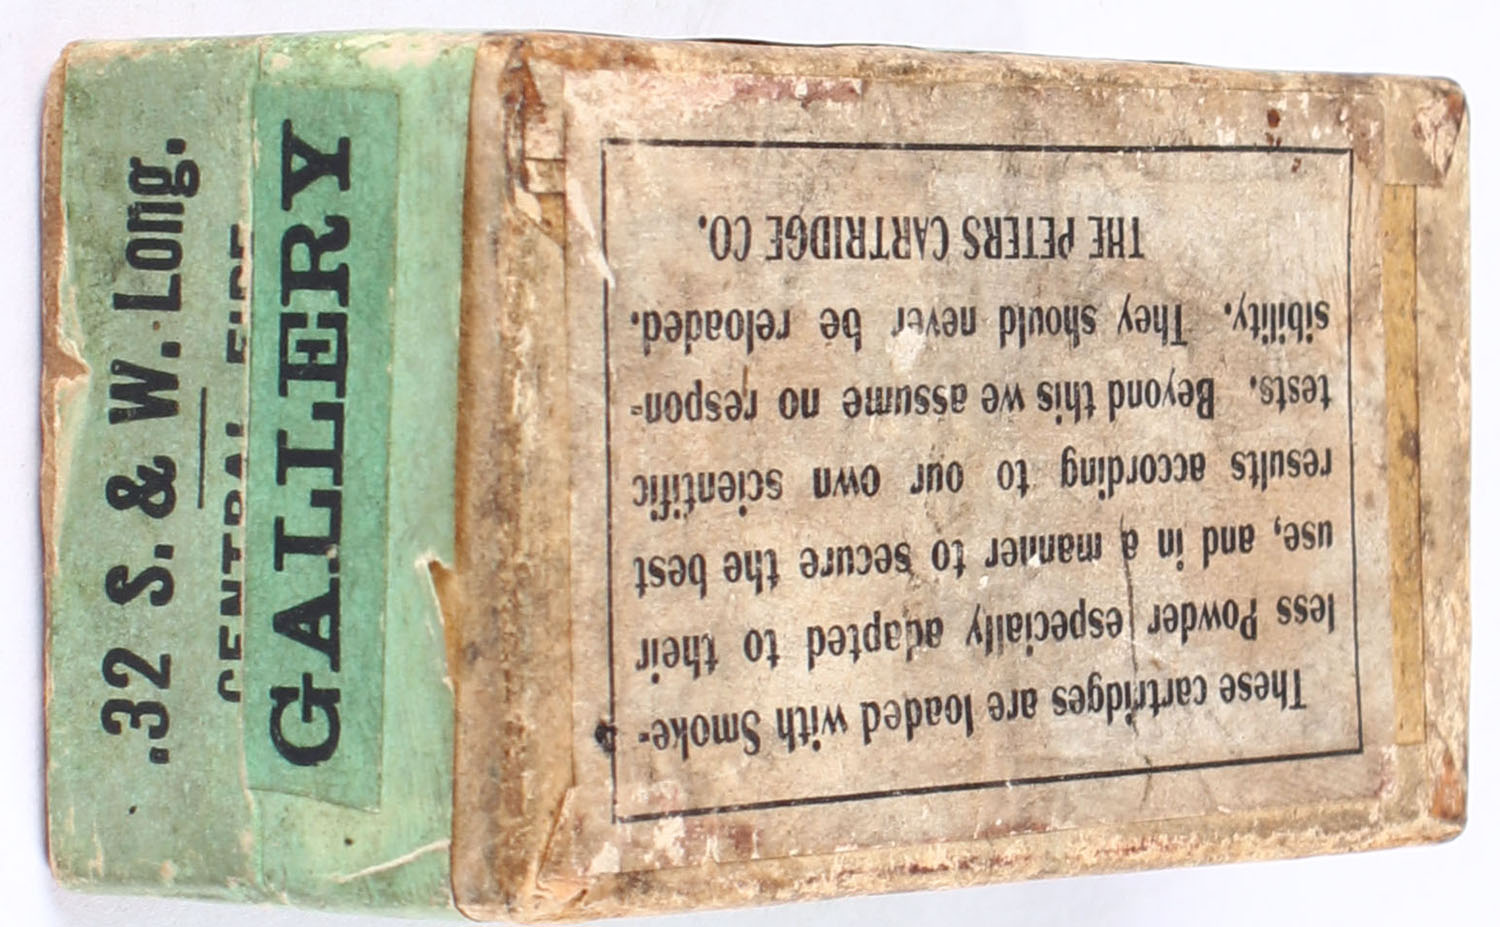 .32 S. & W. Long.
CENTRAL FIRE
GALLERY
These cartridges are loaded with Smoke-
less Powder especially adapted to their
use, and in a manner to secure the best
results according to our own scientific
tests. Beyond this we assume no respon-
sibility. They should never be reloaded.
THE PETERS CARTRIDGE CO.